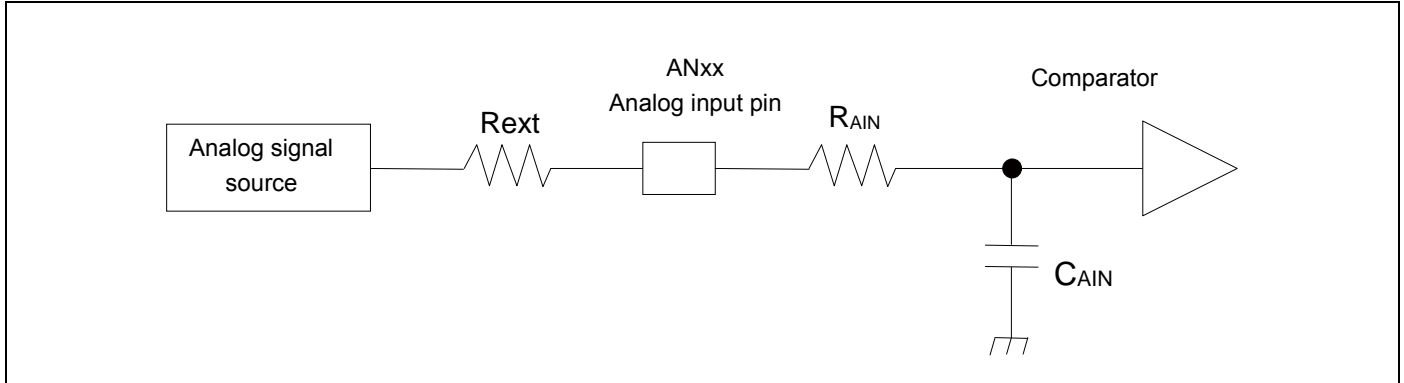 ANxx
Analog input pin
Comparator
Rext
RAIN
Analog signal
source
CAIN